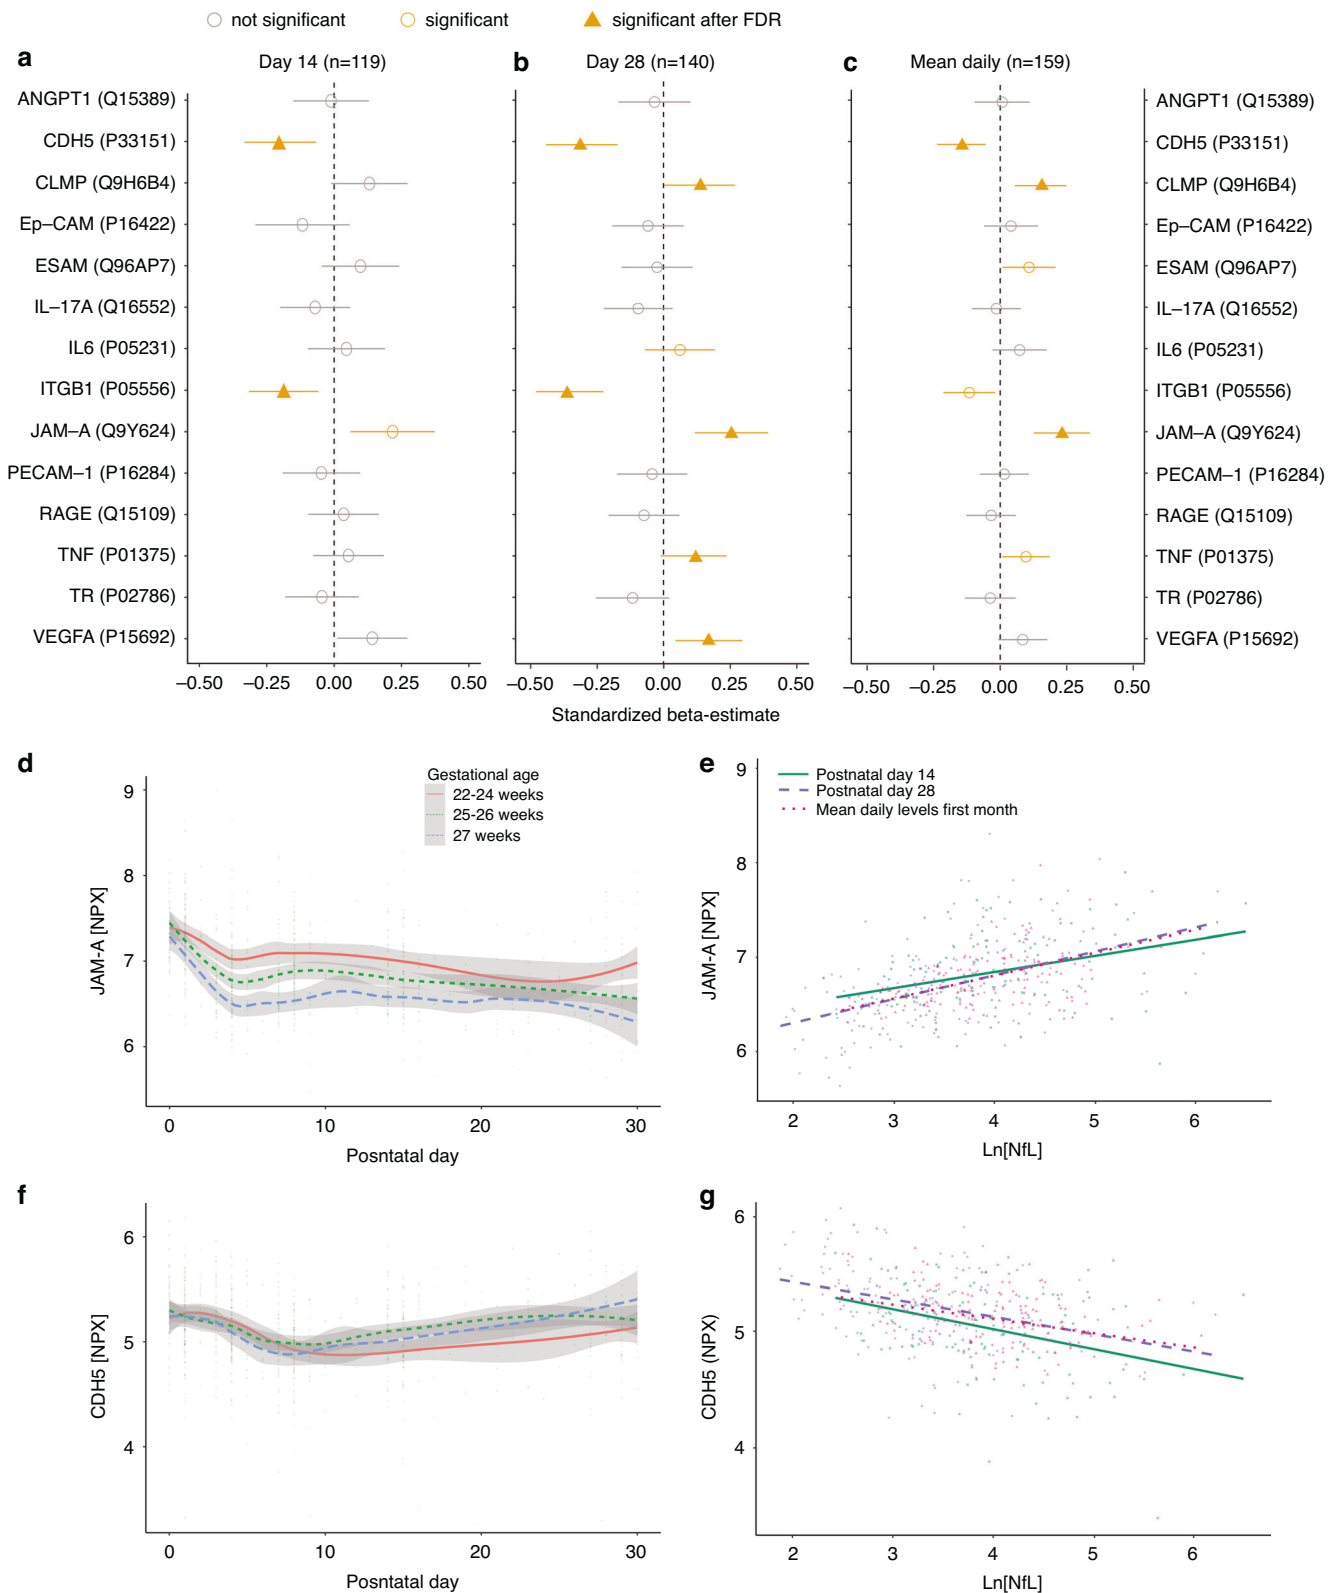 not significant significant significant after FDR
a Day 14 (n=119) b Day 28 (n=140) c Mean daily (n=159)
ANGPT1 (Q15389) ANGPT1 (Q15389)
CDH5 (P33151) CDH5 (P33151)
CLMP (Q9H6B4) CLMP (Q9H6B4)
Ep–CAM (P16422) Ep–CAM (P16422)
ESAM (Q96AP7) ESAM (Q96AP7)
IL–17A (Q16552) IL–17A (Q16552)
IL6 (P05231) IL6 (P05231)
ITGB1 (P05556) ITGB1 (P05556)
JAM–A (Q9Y624) JAM–A (Q9Y624)
PECAM–1 (P16284) PECAM–1 (P16284)
RAGE (Q15109) RAGE (Q15109)
TNF (P01375) TNF (P01375)
TR (P02786) TR (P02786)
VEGFA (P15692) VEGFA (P15692)
–0.50 –0.25 0.00 0.25 0.50 –0.50 –0.25 0.00 0.25 0.50 –0.50 –0.25 0.00 0.25 0.50
Standardized beta-estimate
d
Gestational age
22-24 weeks
25-26 weeks
27 weeks
9
8
7
6
JAM-A [NPX]
0 10 20 30
Posntatal day
e
Postnatal day 14
Postnatal day 28
Mean daily levels first month
9
8
7
6
JAM-A [NPX]
2 3 4 5 6
Ln[NfL]
f
6
5
4
CDH5 [NPX]
0 10 20 30
Posntatal day
g
6
5
4
CDH5 (NPX)
2 3 4 5 6
Ln[NfL]